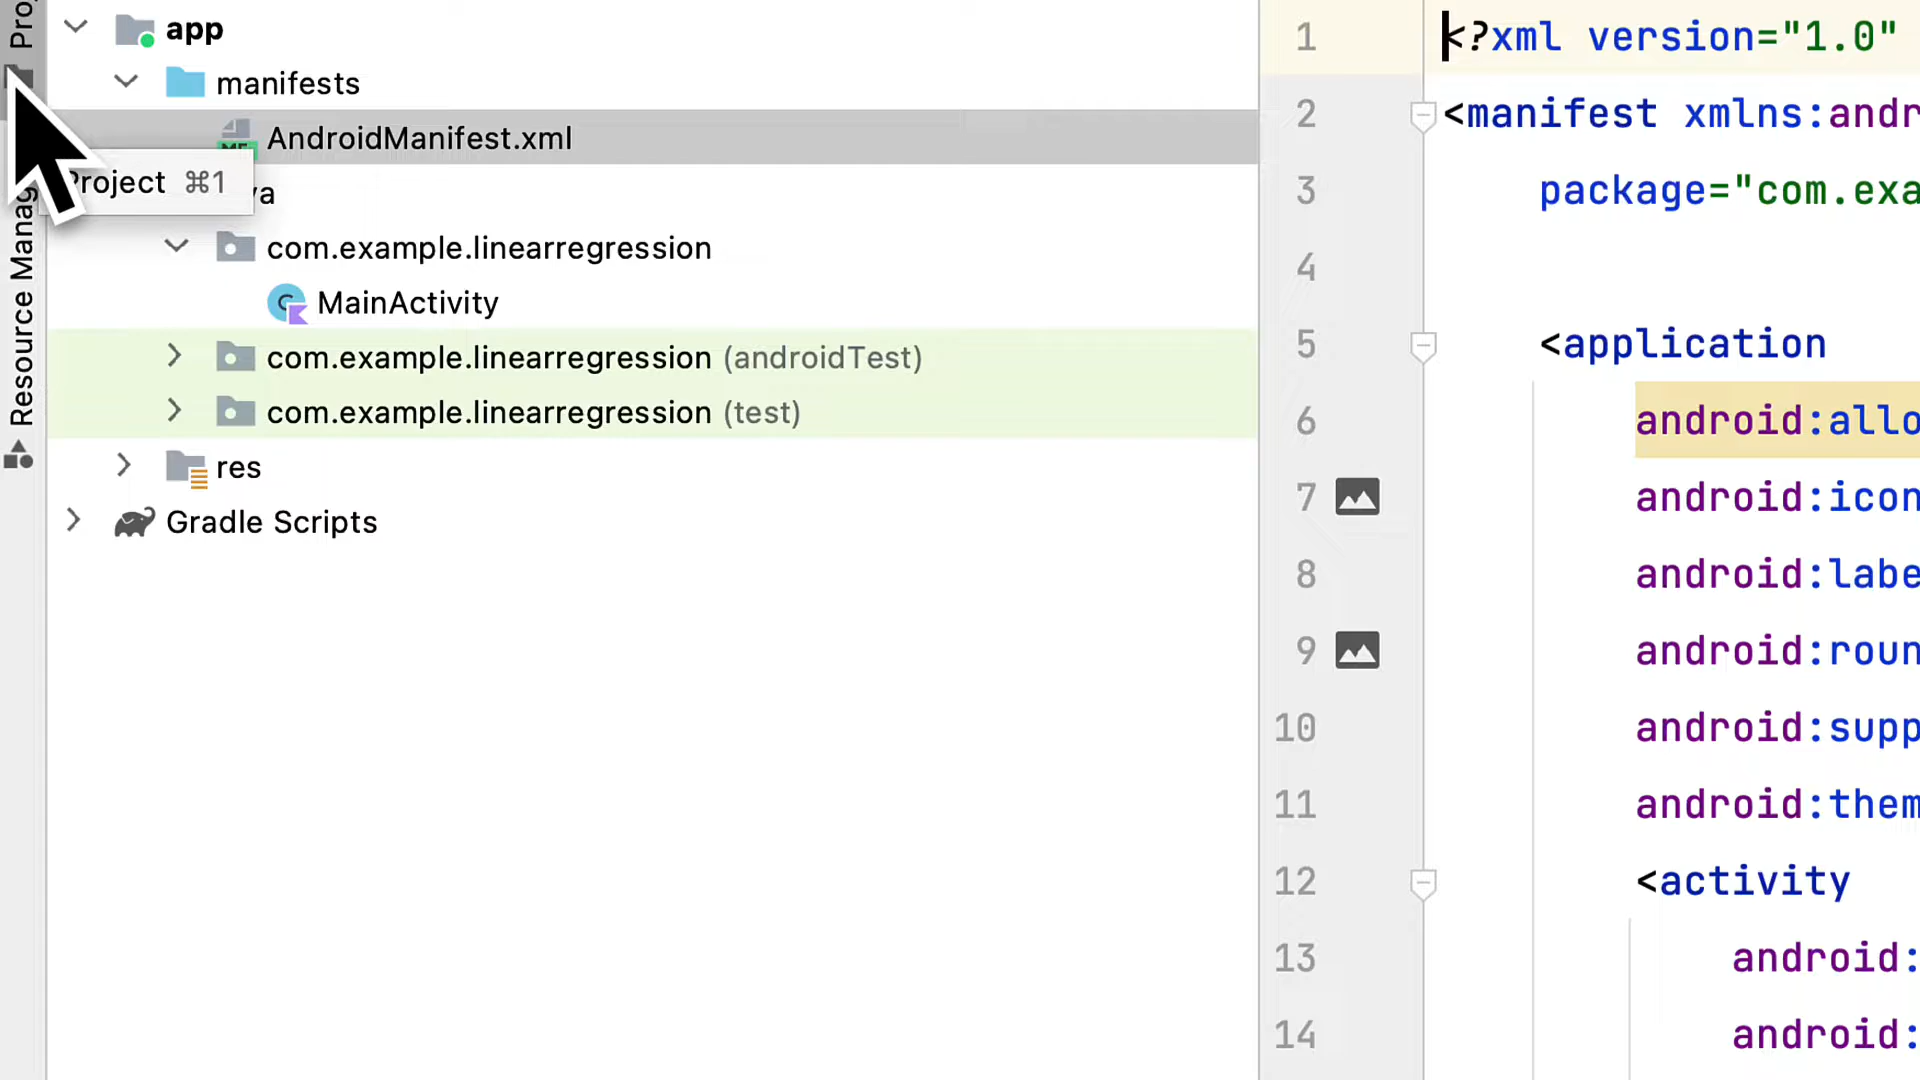 app
manifests
AndroidManifest.xml
Project ⌘1
com.example.linearregression
MainActivity
com.example.linearregression (androidTest)
com.example.linearregression (test)
res
Gradle Scripts
Resource Manag
1 <?xml version="1.0"
2 <manifest xmlns:andr
3 package="com.exa
4
5 <application
6 android:allo
7 android:icon
8 android:labe
9 android:roun
10 android:supp
11 android:them
12 <activity
13 android:
14 android: